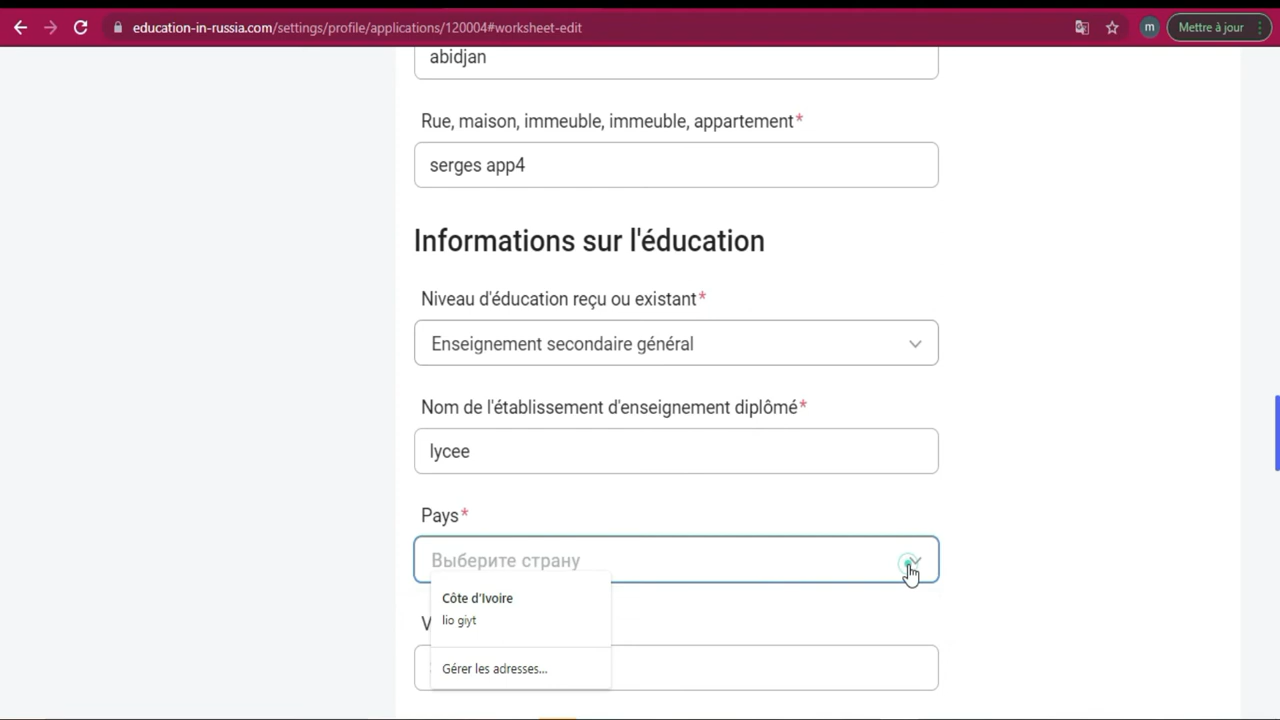 education-in-russia.com/settings/profile/applications/120004#worksheet-edit
m
Mettre à jour
abidjan
Rue, maison, immeuble, immeuble, appartement*
serges app4
Informations sur l'éducation
Niveau d'éducation reçu ou existant*
Enseignement secondaire général
Nom de l'établissement d'enseignement diplômé*
lycee
Pays*
Выберите страну
Côte d'Ivoire
lio giyt
V
Gérer les adresses...